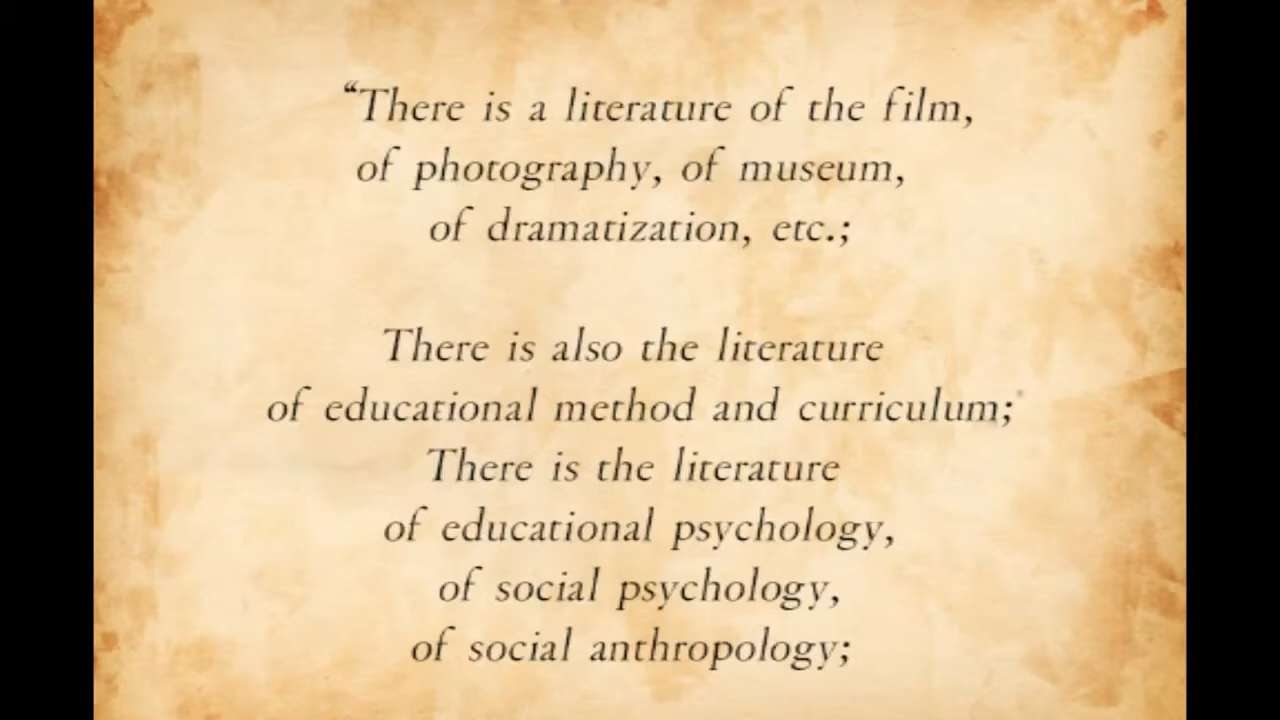 “There is a literature of the film,
of photography, of museum,
of dramatization, etc.;
There is also the literature
of educational method and curriculum;
There is the literature
of educational psychology,
of social psychology,
of social anthropology;